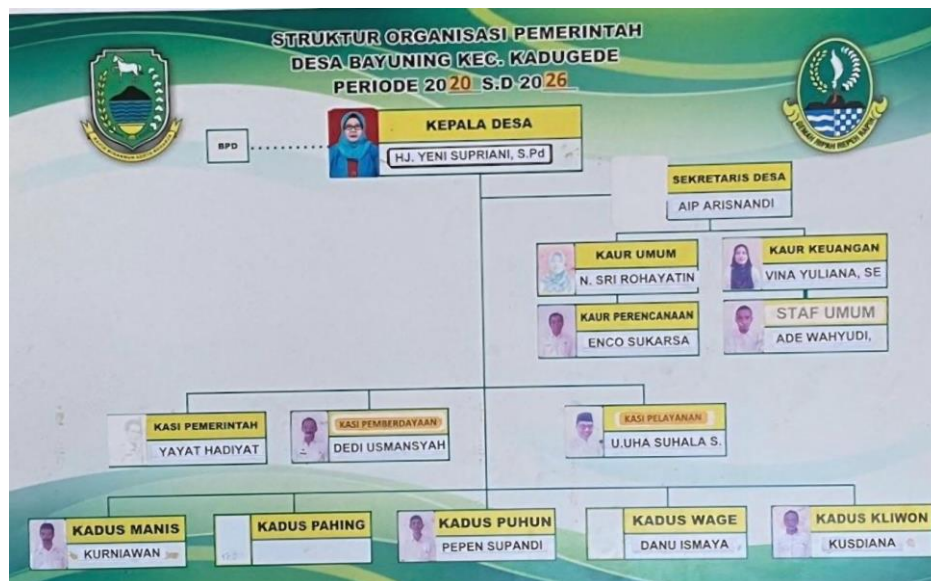 STRUKTUR ORGANISASI PEMERINTAH
DESA BAYUNING KEC. KADUGEDE
PERIODE 2020 S.D 2026
BPD
KEPALA DESA
HJ. YENI SUPRIANI, S.Pd
SEKRETARIS DESA
AIP ARISNANDI
KAUR UMUM
N. SRI ROHAYATIN
KAUR KEUANGAN
VINA YULIANA, SE
KAUR PERENCANAAN
ENCO SUKARSA
STAF UMUM
ADE WAHYUDI,
KASI PEMERINTAH
YAYAT HADIYAT
KASI PEMBERDAYAAN
DEDI USMANSYAH
KASI PELAYANAN
U.UHA SUHALA S.
KADUS MANIS
KURNIAWAN
KADUS PAHING
KADUS PUHUN
PEPEN SUPANDI
KADUS WAGE
DANU ISMAYA
KADUS KLIWON
KUSDIANA